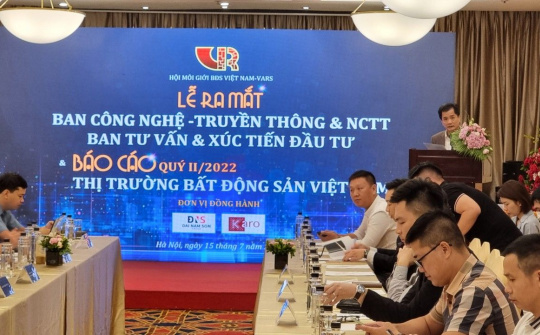 HỘI MÔI GIỚI BĐS VIỆT NAM-VARS
LỄ RA MẮT
BAN CÔNG NGHỆ -TRUYỀN THÔNG & NCTT
BAN TƯ VẤN & XÚC TIẾN ĐẦU TƯ
& BÁO CÁO QUÝ II/2022
THỊ TRƯỜNG BẤT ĐỘNG SẢN VIỆT NAM
ĐƠN VỊ ĐỒNG HÀNH
Karo
Hà Nội, ngày 15 tháng 7 năm